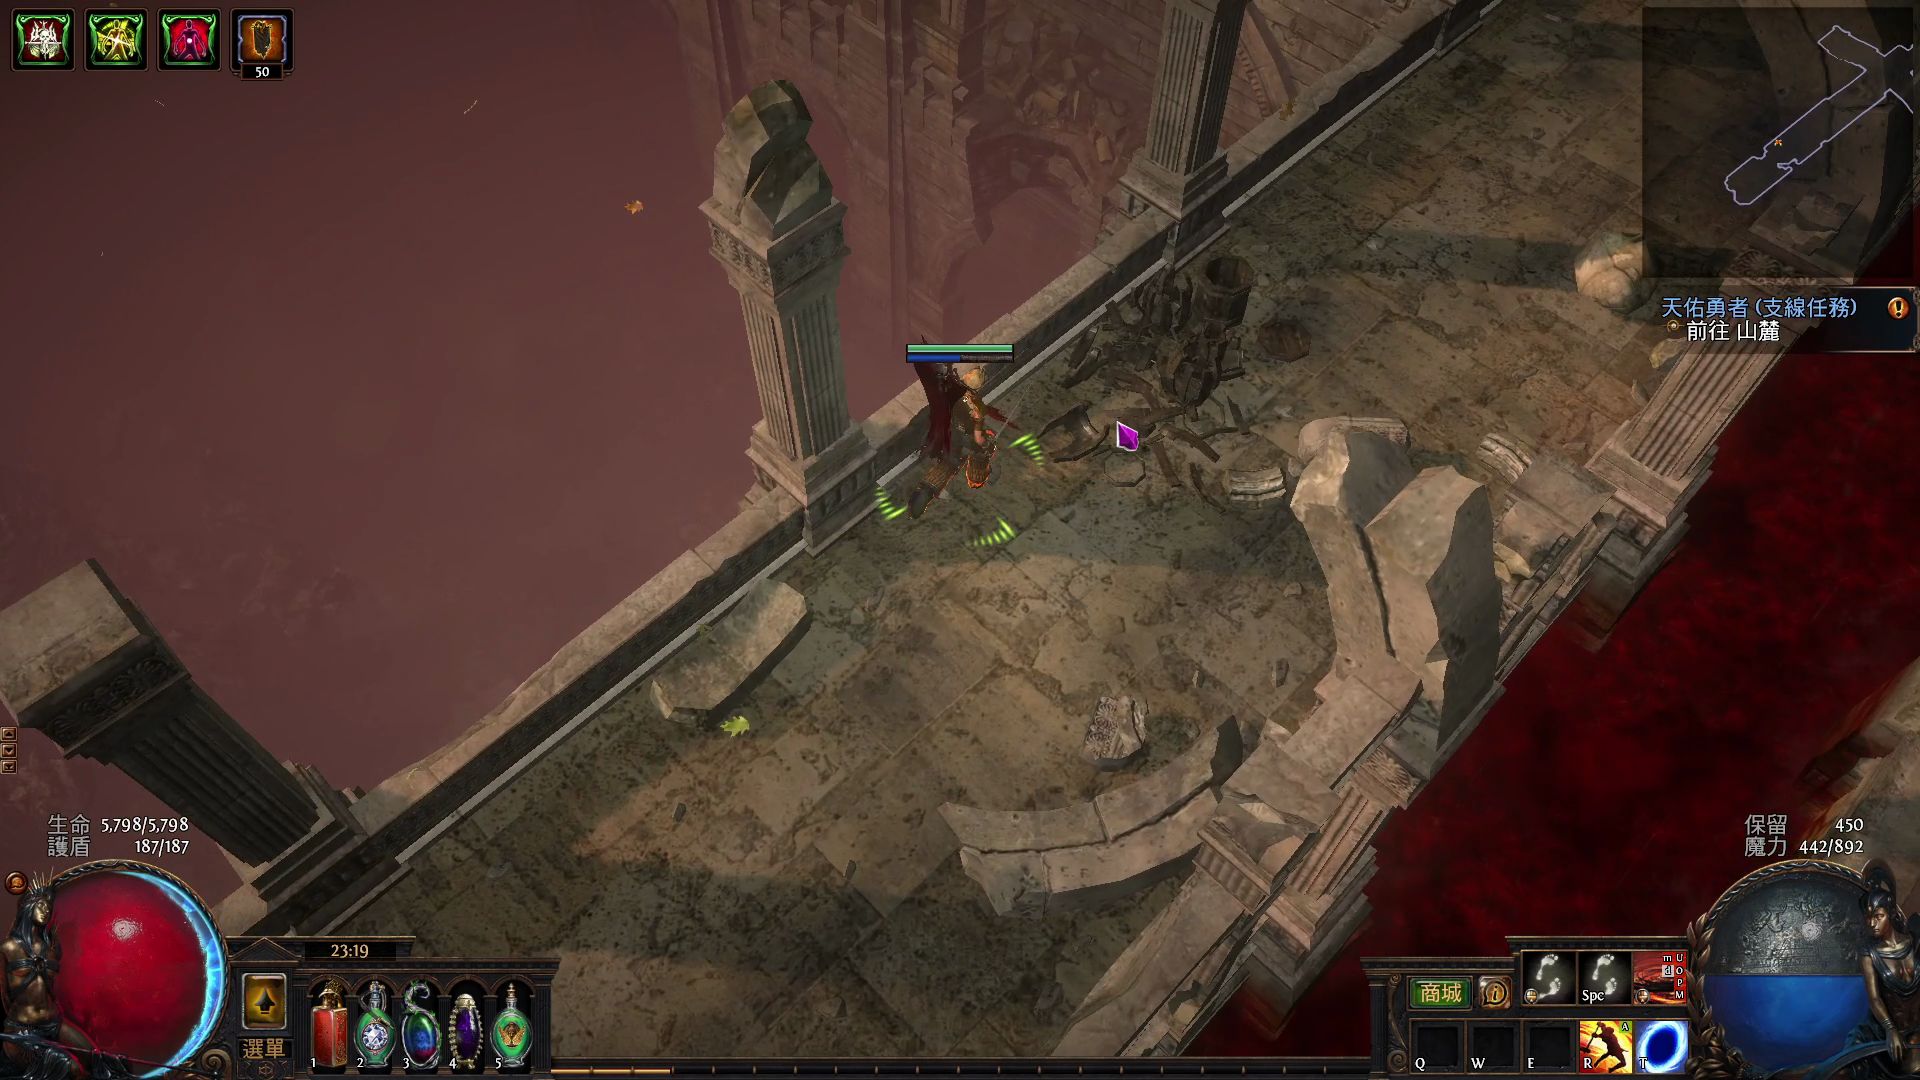 50
天佑勇者 (支線任務)
前往 山麓
生命 5,798/5,798
護盾 187/187
保留 450
魔力 442/892
23:19
選單
1 2 3 4 5
商城
Spc
m U
d O
P
M
Q W E R A T